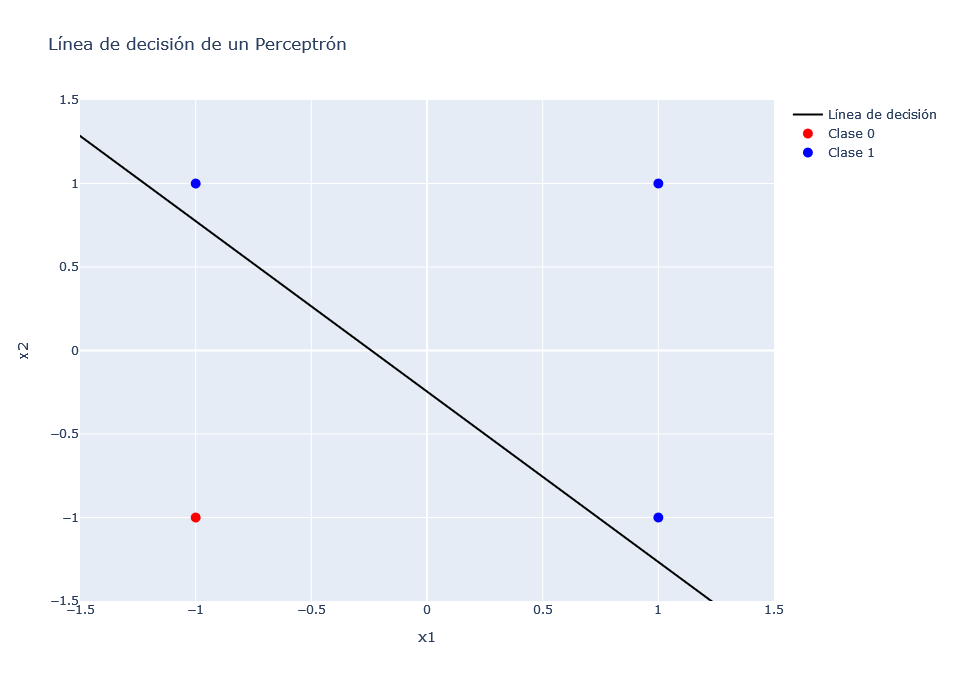 Línea de decisión de un Perceptrón
Línea de decisión
Clase 0
Clase 1
1.5
1
0.5
0
−0.5
−1
−1.5
x2
−1.5
−1
−0.5
0
0.5
1
1.5
x1